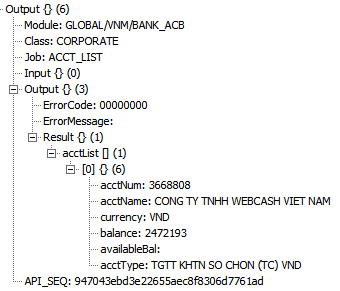 Output {} (6)
Module: GLOBAL/VNM/BANK_ACB
Class: CORPORATE
Job: ACCT_LIST
Input {} (0)
Output {} (3)
ErrorCode: 00000000
ErrorMessage:
Result {} (1)
acctList [] (1)
[0] {} (6)
acctNum: 3668808
acctName: CONG TY TNHH WEBCASH VIET NAM
currency: VND
balance: 2472193
availableBal:
acctType: TGTT KHTN SO CHON (TC) VND
API_SEQ: 947043ebd3e22655aec8f8306d7761ad